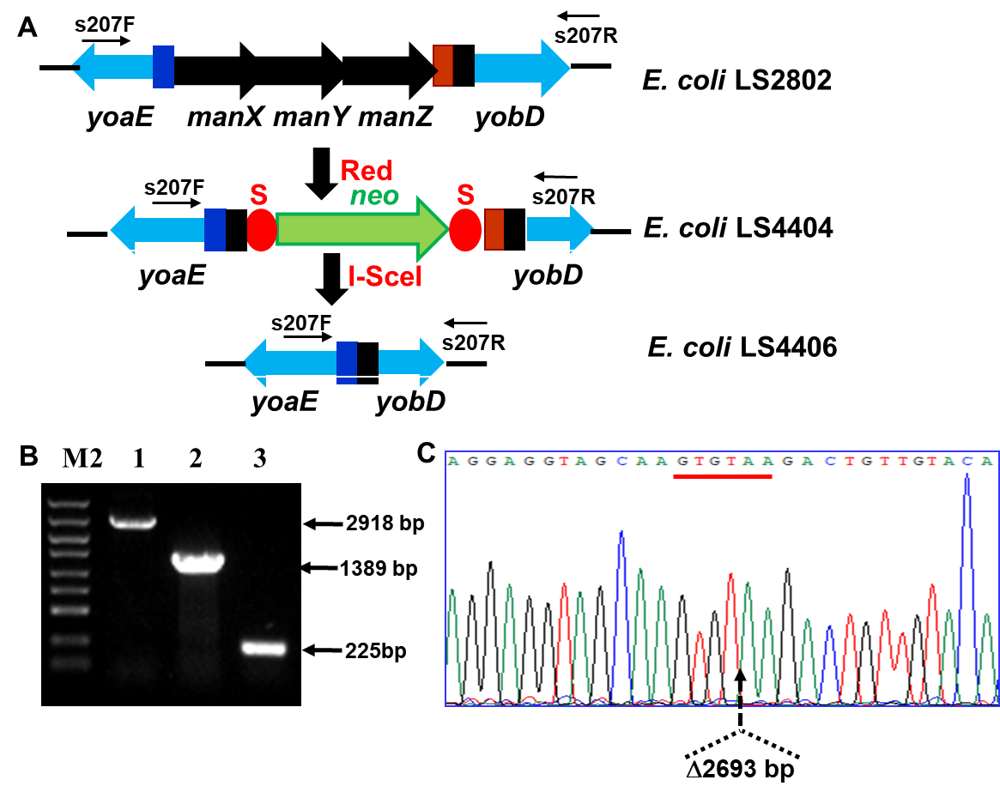 A
s207F
s207R
E. coli LS2802
yoaE manX manY manZ yobD
Red
s207F S neo S s207R
E. coli LS4404
yoaE yobD
I-SceI
s207F s207R
E. coli LS4406
yoaE yobD
B M2 1 2 3
2918 bp
1389 bp
225bp
C
AGGAGGTAGCAAGTGTAAGACTGTTGTACA
Δ2693 bp